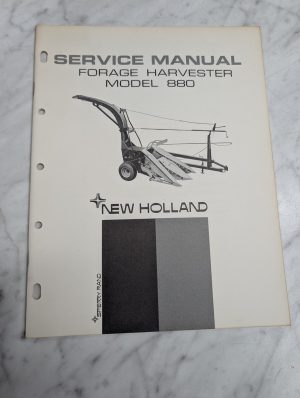 SERVICE MANUAL
FORAGE HARVESTER
MODEL 880
NEW HOLLAND
SPERRY RAND